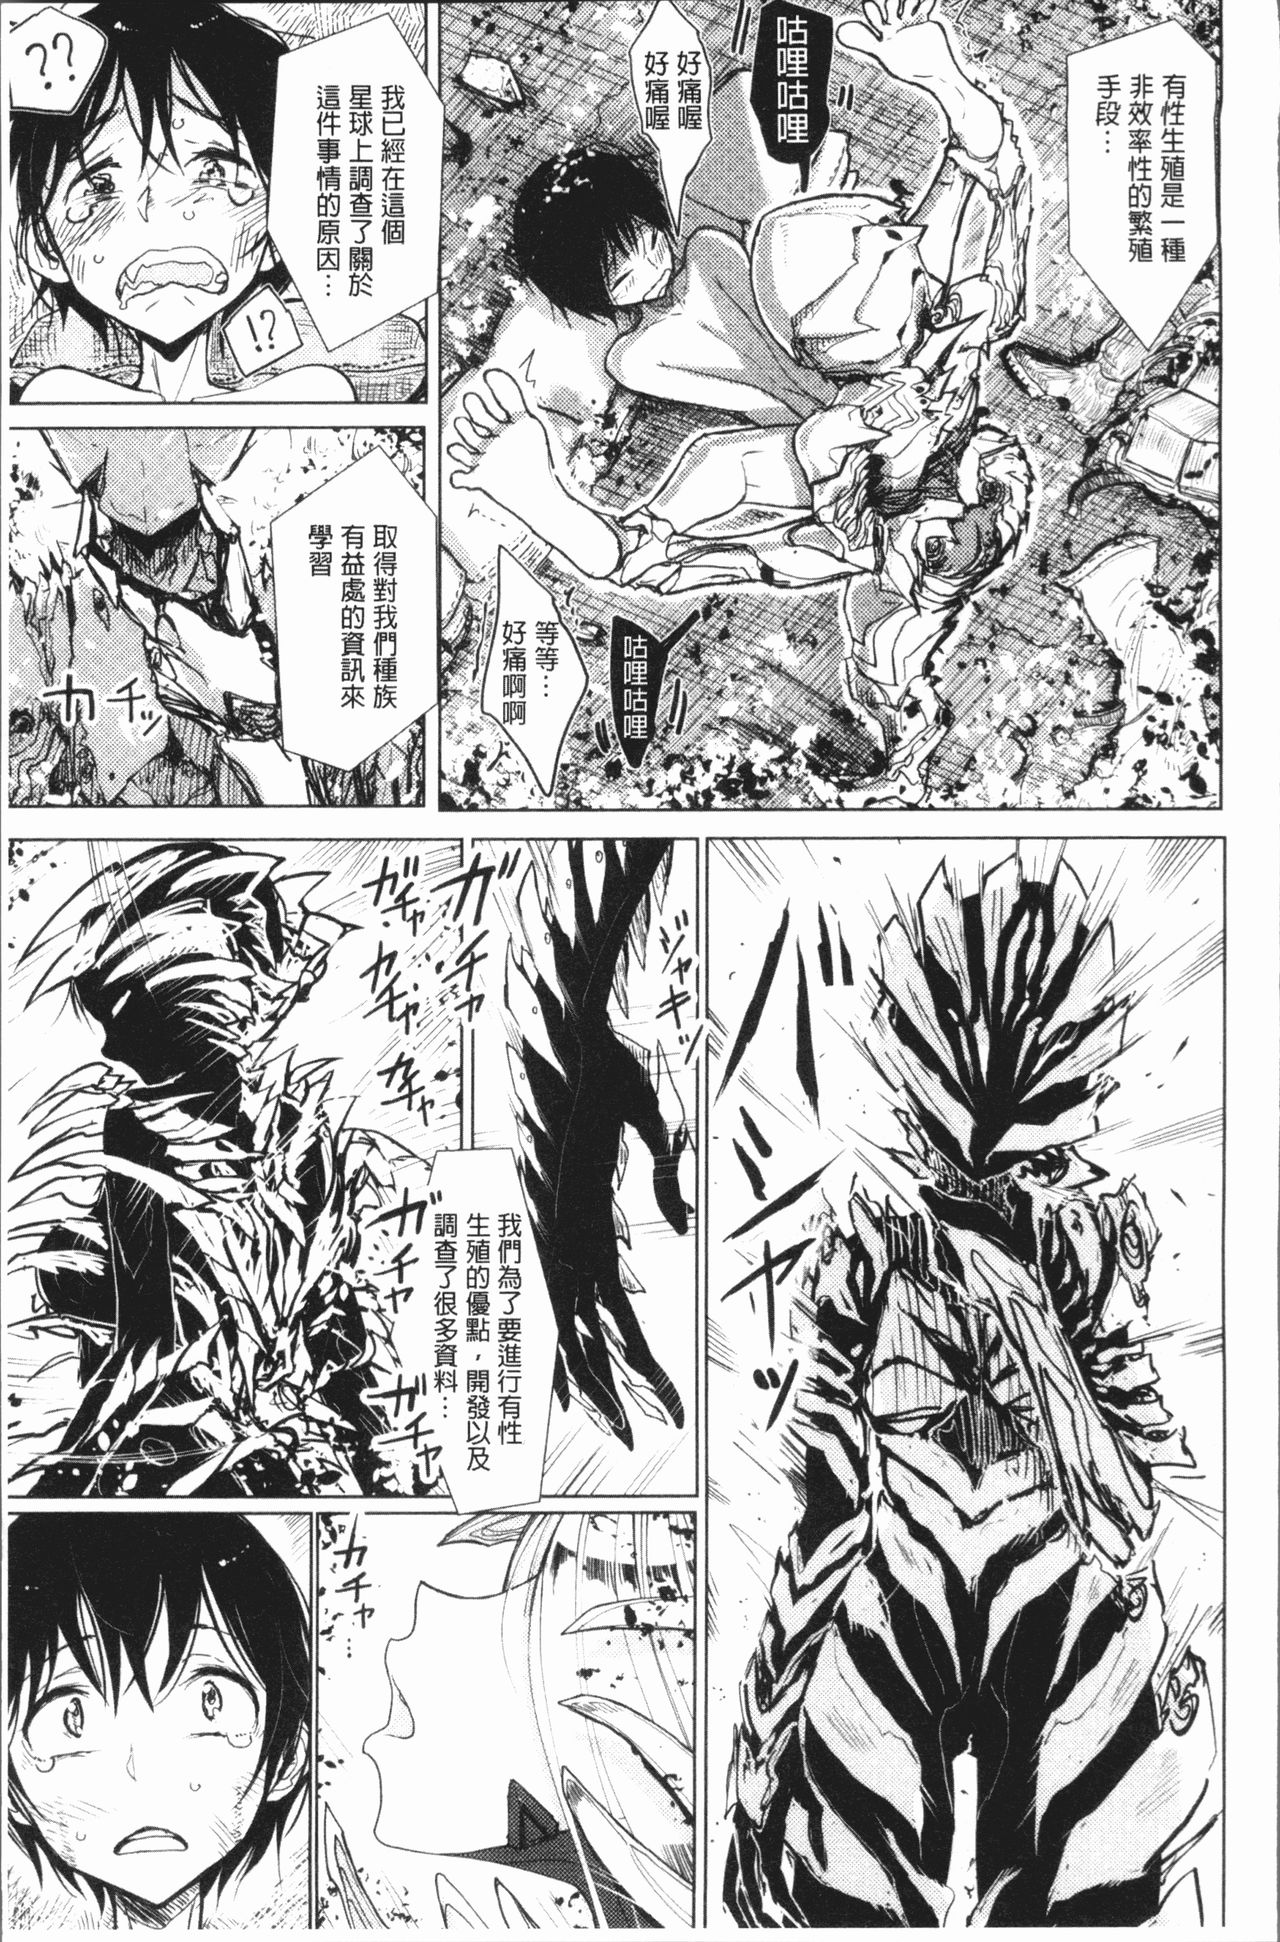 有性生殖是一種
非效率性的繁殖
手段…
咕哩咕哩
好痛喔
好痛喔
等等…
好痛啊啊
咕哩咕哩
??
我已經在這個
星球上調查了關於
這件事情的原因…
!?
取得對我們種族
有益處的資訊來
學習
カチッ
バンッ
ジャキッ
ガチャ
ガチャ
カチャ
カチャ
ガチャ
ガチャ
我們為了要進行有性
生殖的優點，開發以及
調查了很多資料…
カチャ…